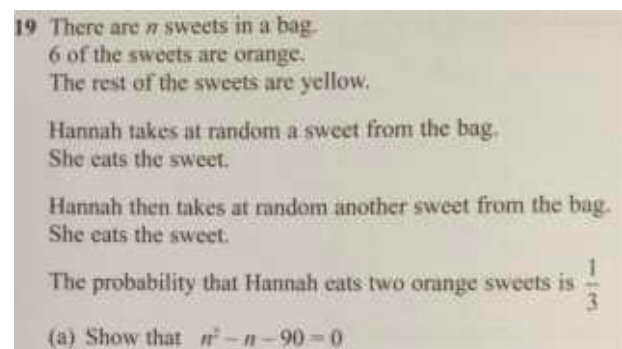 19 There are n sweets in a bag.
6 of the sweets are orange.
The rest of the sweets are yellow.
Hannah takes at random a sweet from the bag.
She eats the sweet.
Hannah then takes at random another sweet from the bag.
She eats the sweet.
The probability that Hannah eats two orange sweets is 1/3
(a) Show that n² – n – 90 = 0